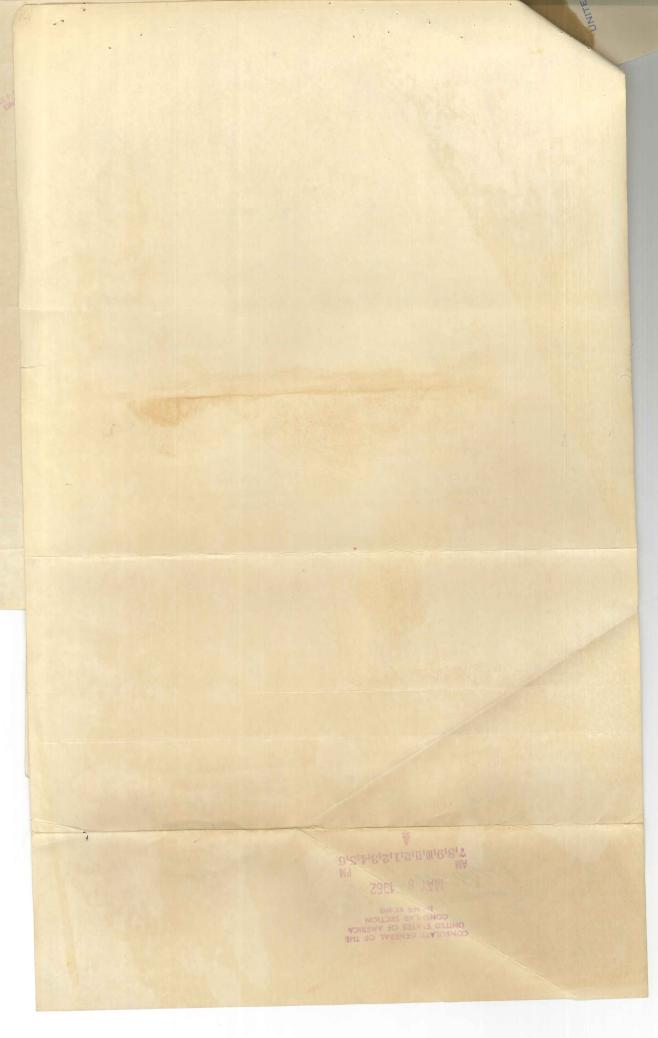 UNITE
CONSULATE GENERAL OF THE
UNITED STATES OF AMERICA
CONSULAR SECTION
HONG KONG
MAY 8 1962
AM PM
7,8,9,10,11,12,1,2,3,4,5,6